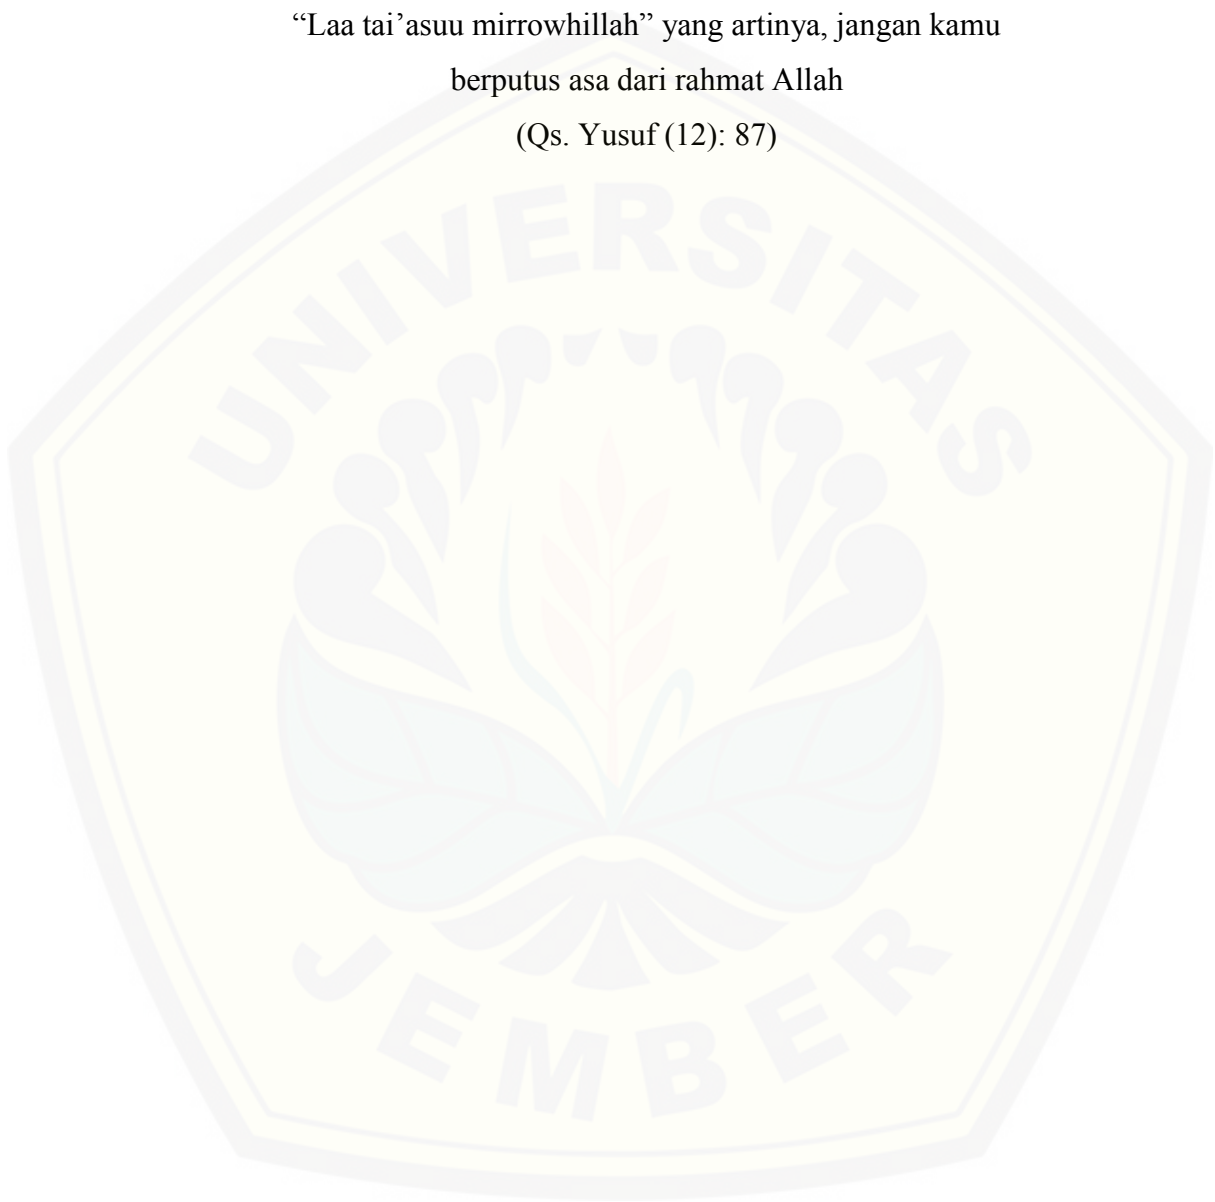 “Laa tai’asuu mirrowhillah” yang artinya, jangan kamu
berputus asa dari rahmat Allah
(Qs. Yusuf (12): 87)
UNIVERSITAS
JEMBER